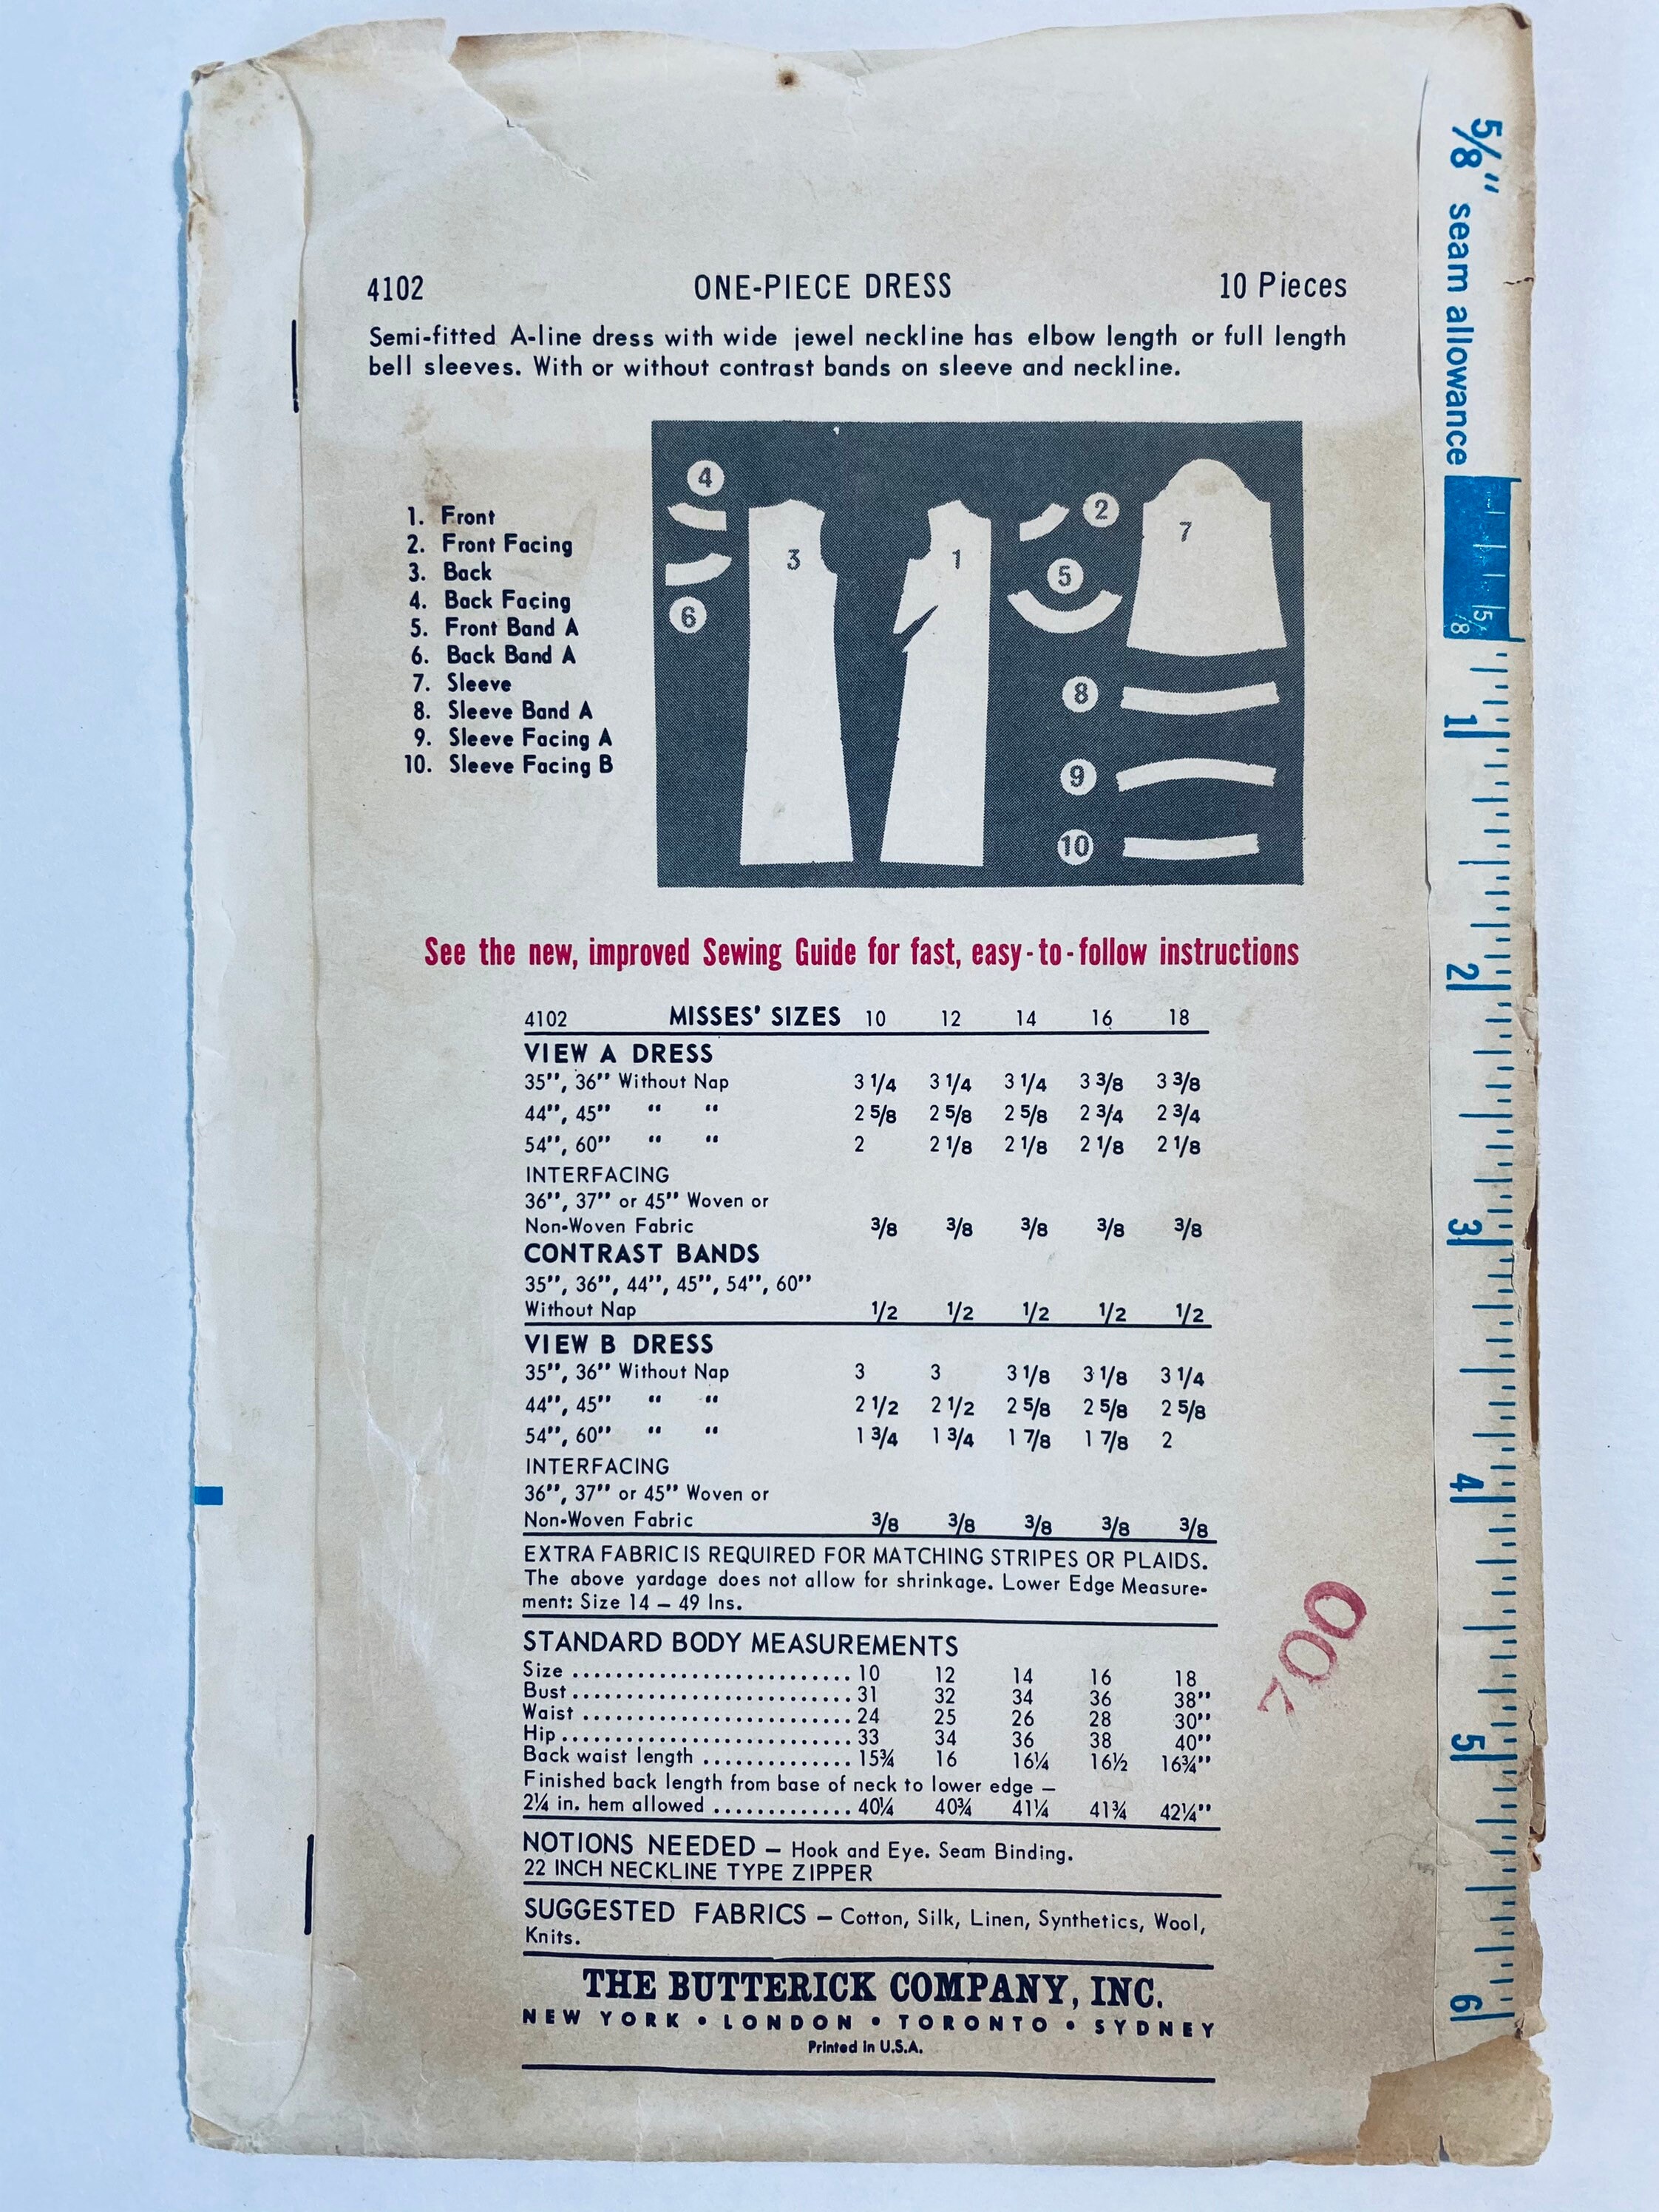 4102 ONE-PIECE DRESS 10 Pieces
Semi-fitted A-line dress with wide jewel neckline has elbow length or full length
bell sleeves. With or without contrast bands on sleeve and neckline.
1. Front
2. Front Facing
3. Back
4. Back Facing
5. Front Band A
6. Back Band A
7. Sleeve
8. Sleeve Band A
9. Sleeve Facing A
10. Sleeve Facing B
4
6
3
1
2
5
7
8
9
10
See the new, improved Sewing Guide for fast, easy-to-follow instructions
4102 MISSES' SIZES 10 12 14 16 18
VIEW A DRESS
35", 36" Without Nap 3 1/4 3 1/4 3 1/4 3 3/8 3 3/8
44", 45" " " 2 5/8 2 5/8 2 5/8 2 3/4 2 3/4
54", 60" " " 2 2 1/8 2 1/8 2 1/8 2 1/8
INTERFACING
36", 37" or 45" Woven or
Non-Woven Fabric 3/8 3/8 3/8 3/8 3/8
CONTRAST BANDS
35", 36", 44", 45", 54", 60"
Without Nap 1/2 1/2 1/2 1/2 1/2
VIEW B DRESS
35", 36" Without Nap 3 3 3 1/8 3 1/8 3 1/4
44", 45" " " 2 1/2 2 1/2 2 5/8 2 5/8 2 5/8
54", 60" " " 1 3/4 1 3/4 1 7/8 1 7/8 2
INTERFACING
36", 37" or 45" Woven or
Non-Woven Fabric 3/8 3/8 3/8 3/8 3/8
EXTRA FABRIC IS REQUIRED FOR MATCHING STRIPES OR PLAIDS.
The above yardage does not allow for shrinkage. Lower Edge Measure-
ment: Size 14 — 49 Ins.
STANDARD BODY MEASUREMENTS
Size .......................... 10 12 14 16 18
Bust .......................... 31 32 34 36 38"
Waist ......................... 24 25 26 28 30"
Hip ........................... 33 34 36 38 40"
Back waist length .............. 15¾ 16 16¼ 16½ 16¾"
Finished back length from base of neck to lower edge —
2¼ in. hem allowed ............. 40¼ 40¾ 41¼ 41¾ 42¼"
NOTIONS NEEDED — Hook and Eye. Seam Binding.
22 INCH NECKLINE TYPE ZIPPER
SUGGESTED FABRICS — Cotton, Silk, Linen, Synthetics, Wool,
Knits.
THE BUTTERICK COMPANY, INC.
NEW YORK • LONDON • TORONTO • SYDNEY
Printed in U.S.A.
700
5/8" seam allowance
5/8
1
2
3
4
5
6